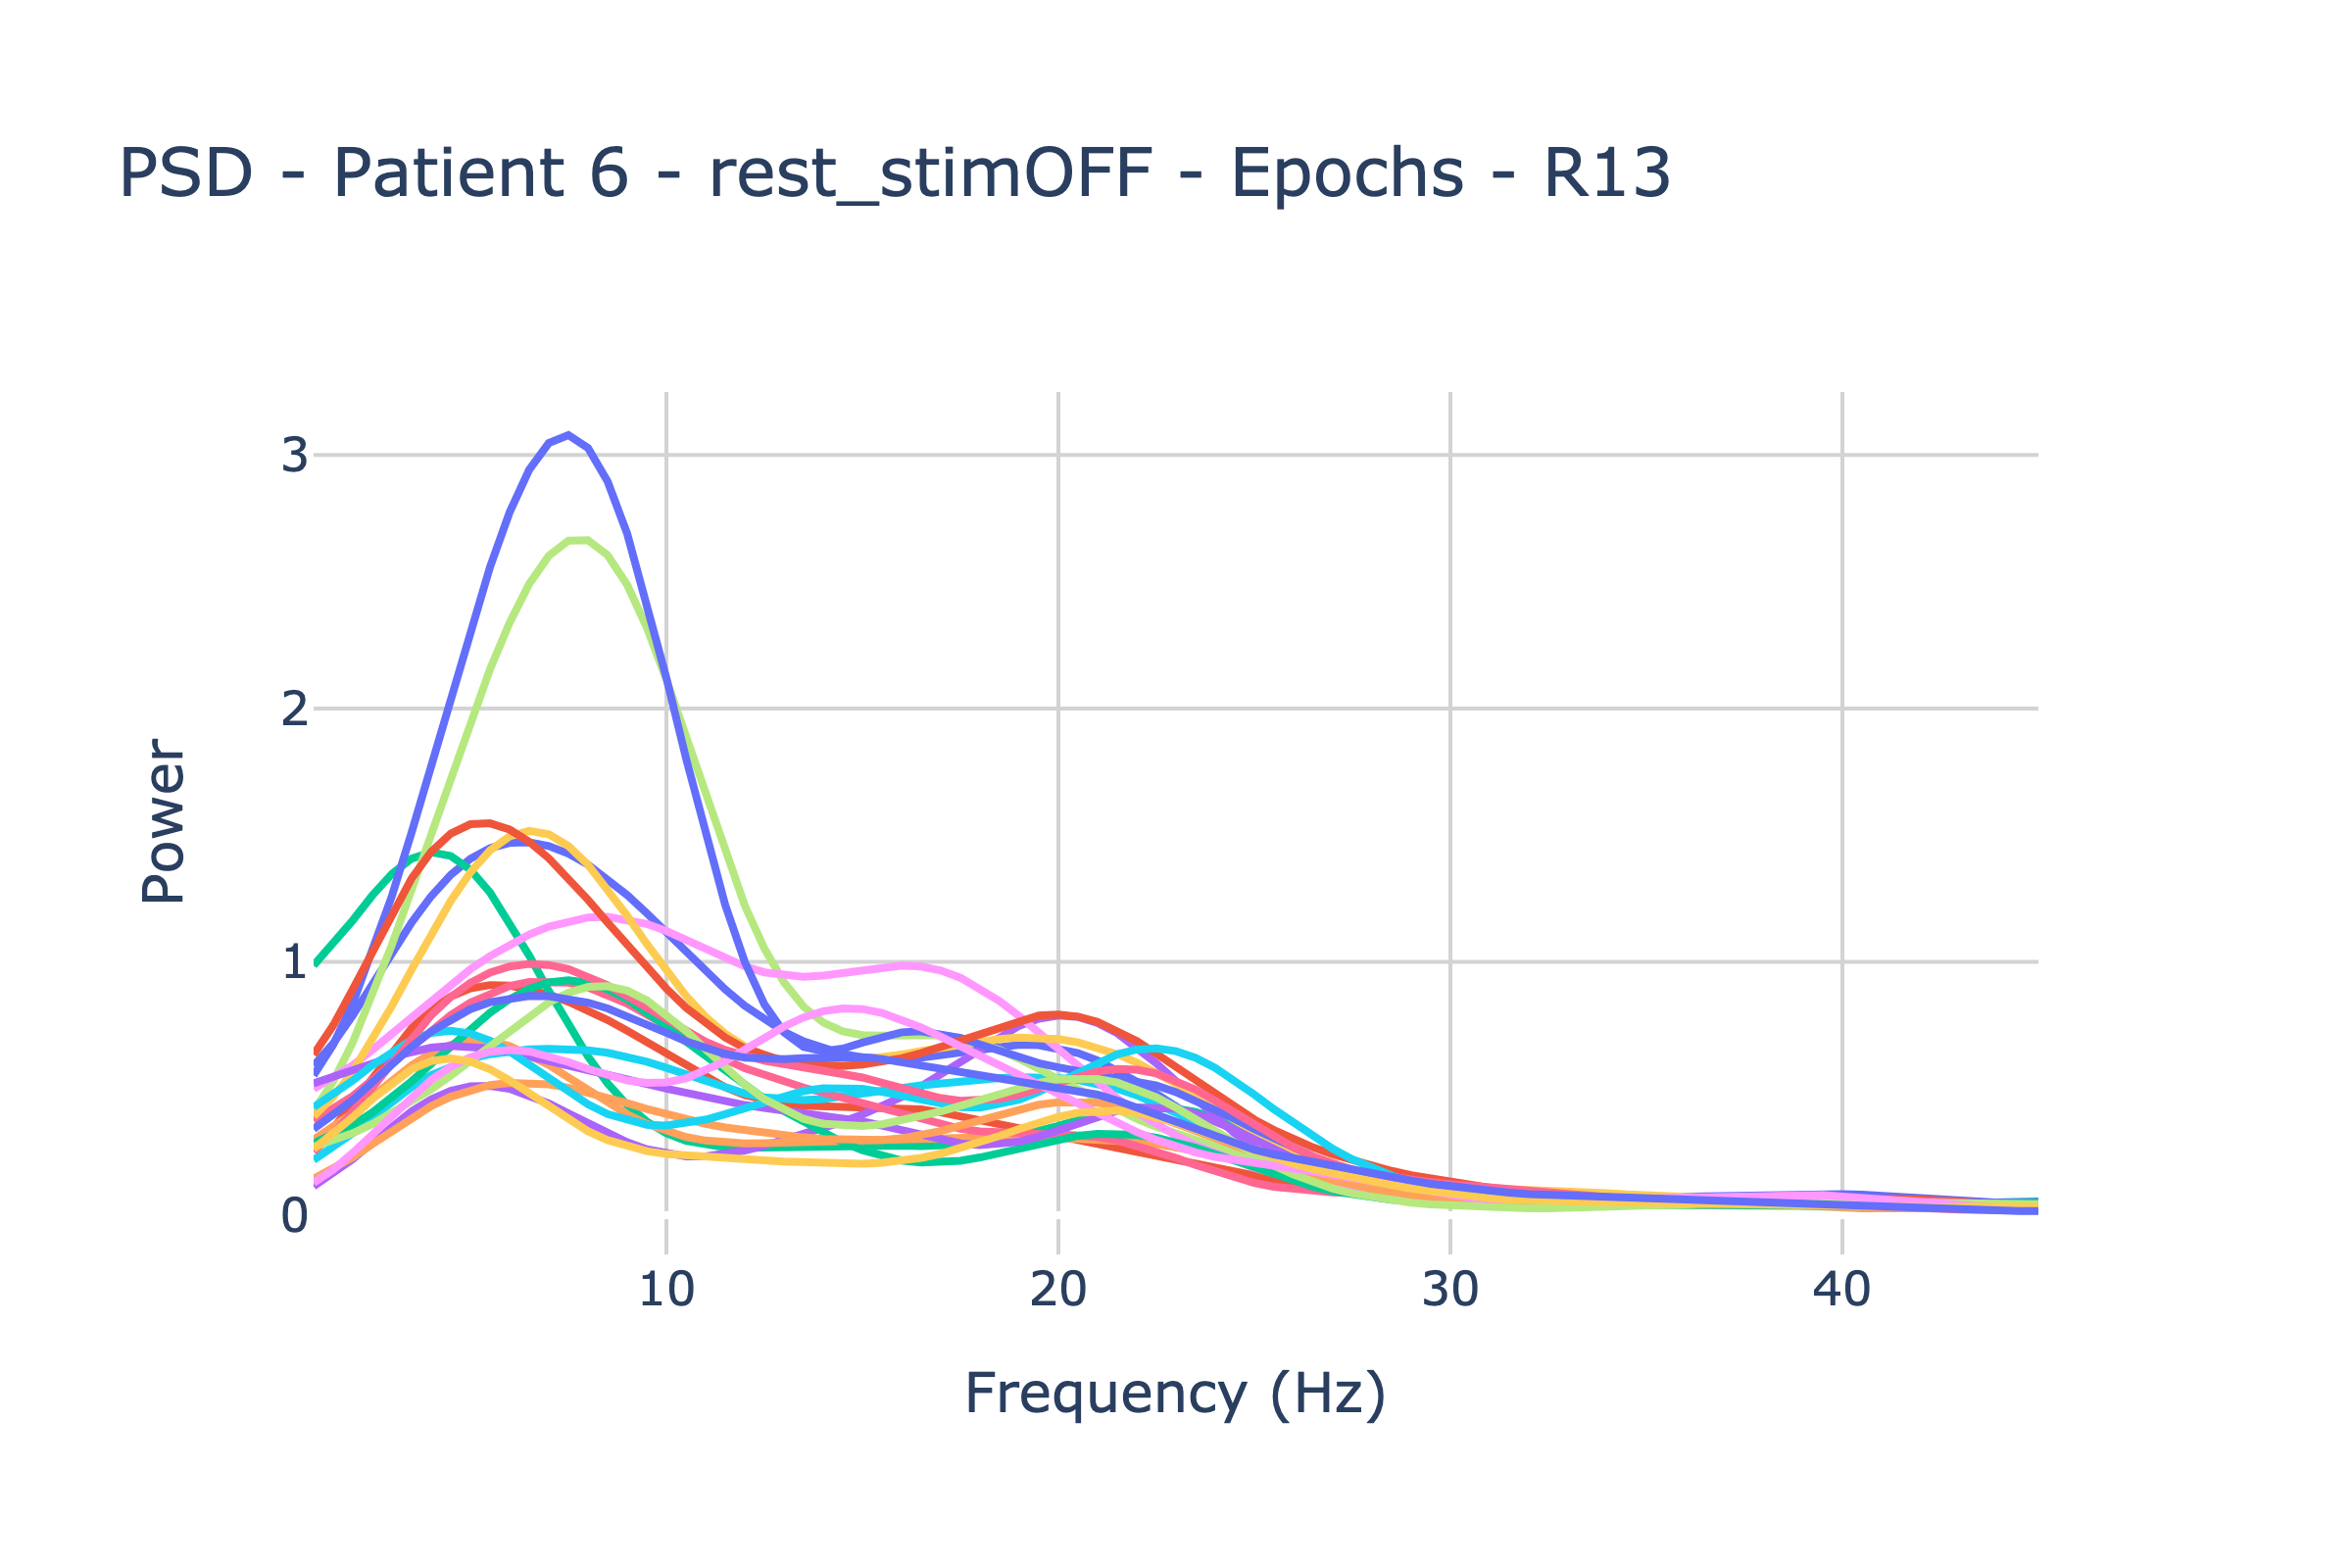 PSD - Patient 6 - rest_stimOFF - Epochs - R13
3
2
1
0
Power
10 20 30 40
Frequency (Hz)